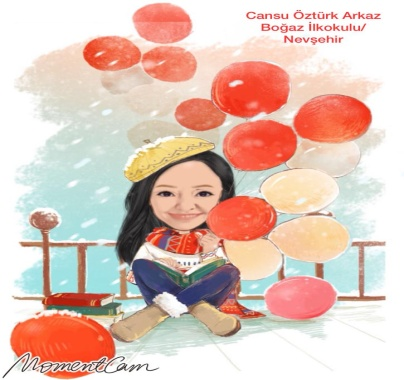 Cansu Öztürk Arkaz
Boğaz İlkokulu/
Nevşehir
MomentCam